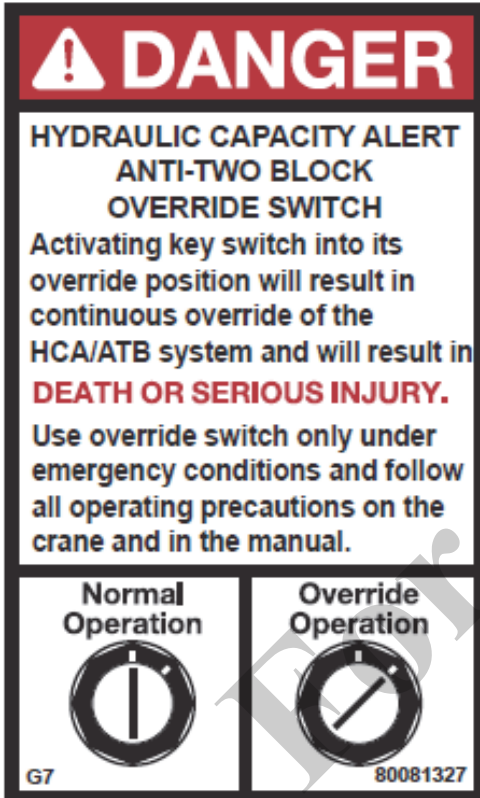 DANGER
HYDRAULIC CAPACITY ALERT
ANTI-TWO BLOCK
OVERRIDE SWITCH
Activating key switch into its
override position will result in
continuous override of the
HCA/ATB system and will result in
DEATH OR SERIOUS INJURY.
Use override switch only under
emergency conditions and follow
all operating precautions on the
crane and in the manual.
Normal
Operation
Override
Operation
G7
80081327
For